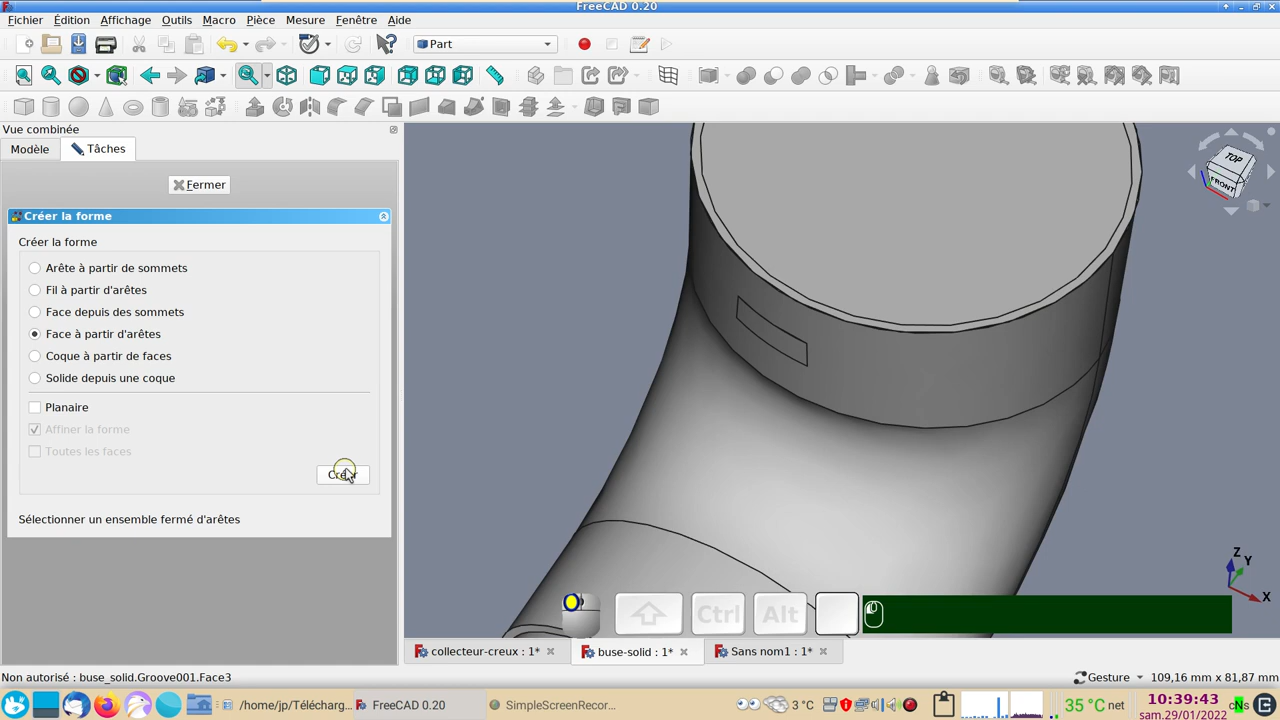 FreeCAD 0.20
Fichier Édition Affichage Outils Macro Pièce Mesure Fenêtre Aide
Part
Vue combinée
Modèle Tâches
Fermer
Créer la forme
Créer la forme
Arête à partir de sommets
Fil à partir d'arêtes
Face depuis des sommets
Face à partir d'arêtes
Coque à partir de faces
Solide depuis une coque
Planaire
Affiner la forme
Toutes les faces
Créer
Sélectionner un ensemble fermé d'arêtes
TOP
FRONT
Z
Y
X
Ctrl Alt
collecteur-creux : 1* buse-solid : 1* Sans nom1 : 1*
Non autorisé : buse_solid.Groove001.Face3
Gesture 109,16 mm x 81,87 mm
/home/jp/Télécharg... FreeCAD 0.20 SimpleScreenRecor... 3 °C 35 °C net 10:39:43
sam.29/01/2022